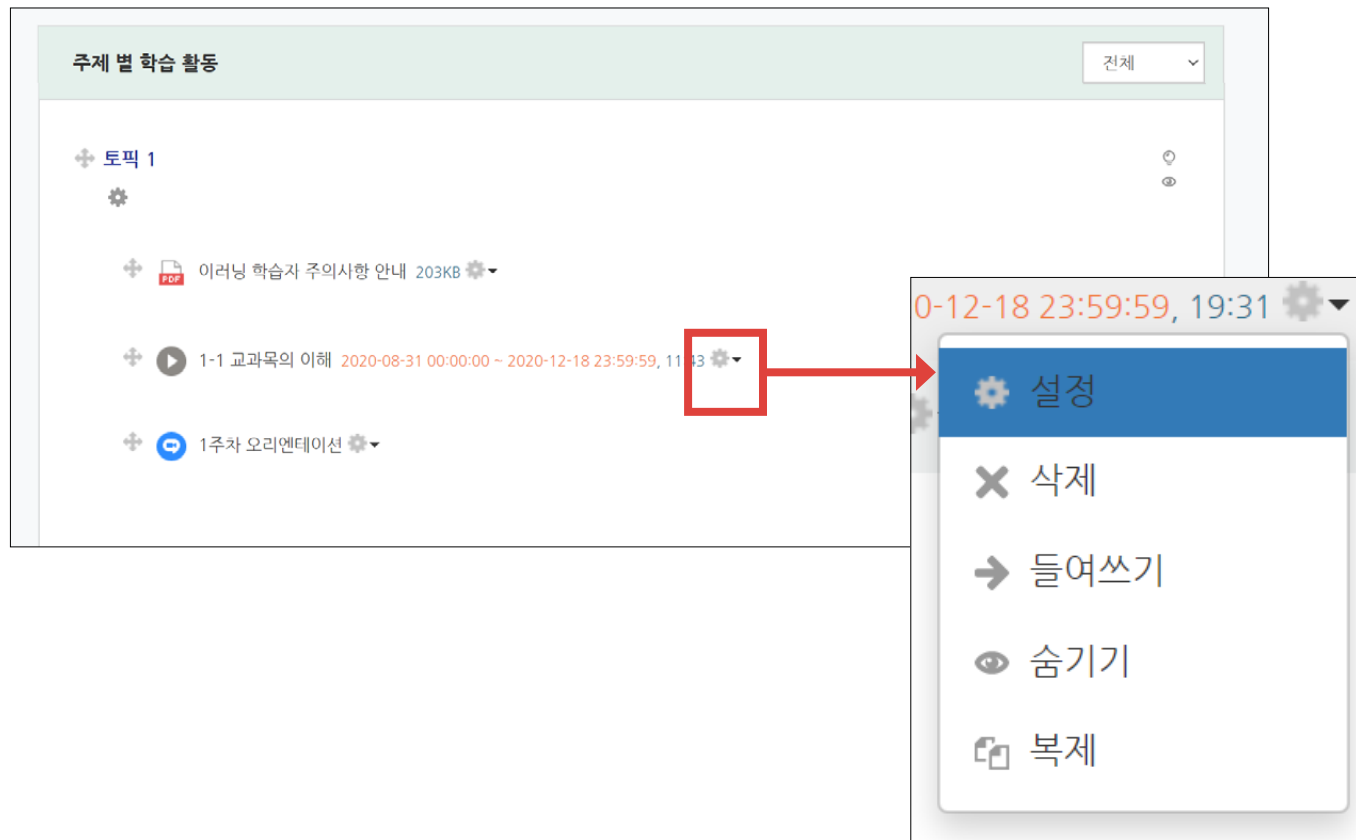 주제 별 학습 활동
전체
토픽 1
PDF 이러닝 학습자 주의사항 안내 203KB
1-1 교과목의 이해 2020-08-31 00:00:00 ~ 2020-12-18 23:59:59,
1주차 오리엔테이션
0-12-18 23:59:59, 19:31
설정
삭제
들여쓰기
숨기기
복제